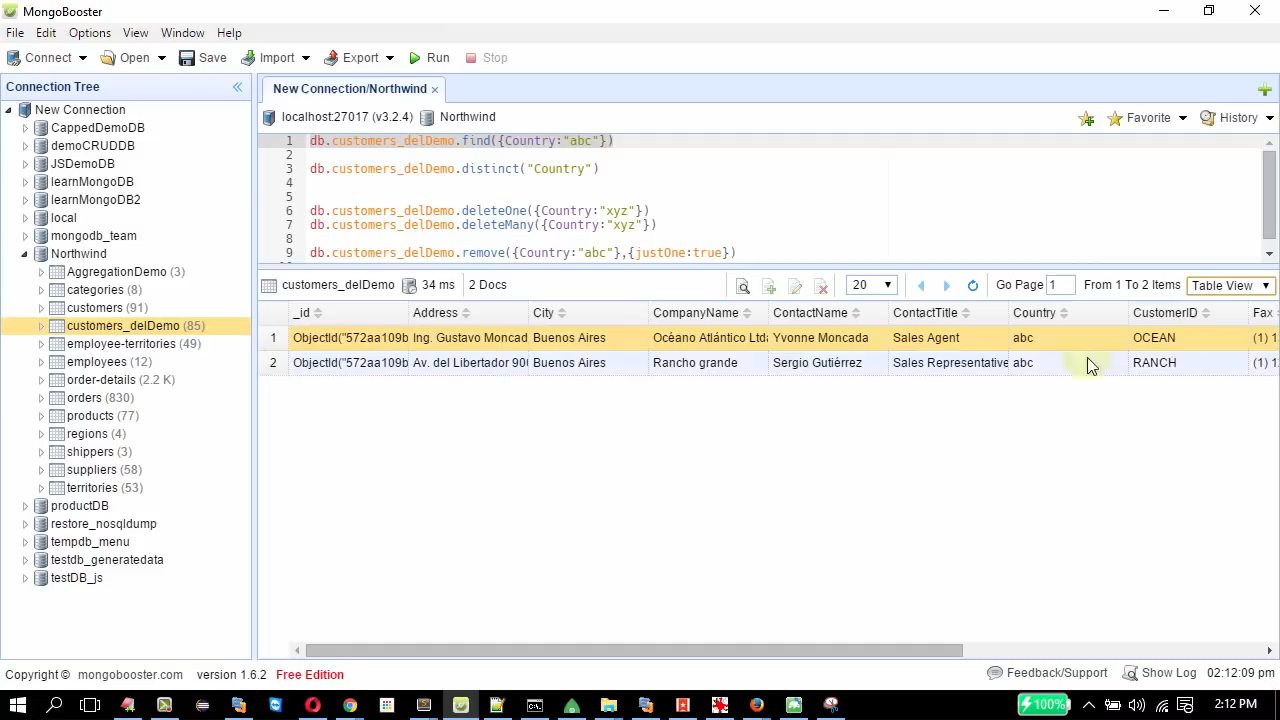 MongoBooster
File Edit Options View Window Help
Connect Open Save Import Export Run Stop
Connection Tree
New Connection
CappedDemoDB
demoCRUDDB
JSDemoDB
learnMongoDB
learnMongoDB2
local
mongodb_team
Northwind
AggregationDemo (3)
categories (8)
customers (91)
customers_delDemo (85)
employee-territories (49)
employees (12)
order-details (2.2 K)
orders (830)
products (77)
regions (4)
shippers (3)
suppliers (58)
territories (53)
productDB
restore_nosqldump
tempdb_menu
testdb_generatedata
testDB_js
New Connection/Northwind ×
localhost:27017 (v3.2.4) Northwind Favorite History
1 db.customers_delDemo.find({Country:"abc"})
2
3 db.customers_delDemo.distinct("Country")
4
5
6 db.customers_delDemo.deleteOne({Country:"xyz"})
7 db.customers_delDemo.deleteMany({Country:"xyz"})
8
9 db.customers_delDemo.remove({Country:"abc"},{justOne:true})
customers_delDemo 34 ms 2 Docs 20 Go Page 1 From 1 To 2 Items Table View
_id Address City CompanyName ContactName ContactTitle Country CustomerID Fax
1 ObjectId("572aa109b Ing. Gustavo Moncad Buenos Aires Océano Atlántico Ltda Yvonne Moncada Sales Agent abc OCEAN (1) 1
2 ObjectId("572aa109b Av. del Libertador 900 Buenos Aires Rancho grande Sergio Gutiérrez Sales Representative abc RANCH (1) 1
Copyright © mongobooster.com version 1.6.2 Free Edition Feedback/Support Show Log 02:12:09 pm
100% 2:12 PM